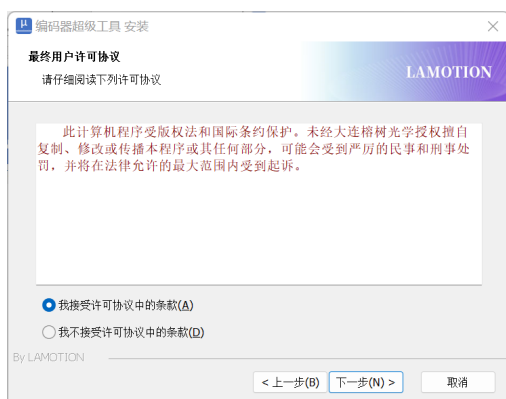 μ 编码器超级工具 安装
最终用户许可协议
请仔细阅读下列许可协议
LAMOTION
此计算机程序受版权法和国际条约保护。未经大连榕树光学授权擅自
复制、修改或传播本程序或其任何部分，可能会受到严厉的民事和刑事处
罚，并将在法律允许的最大范围内受到起诉。
我接受许可协议中的条款(A)
我不接受许可协议中的条款(D)
By LAMOTION
< 上一步(B) 下一步(N) > 取消